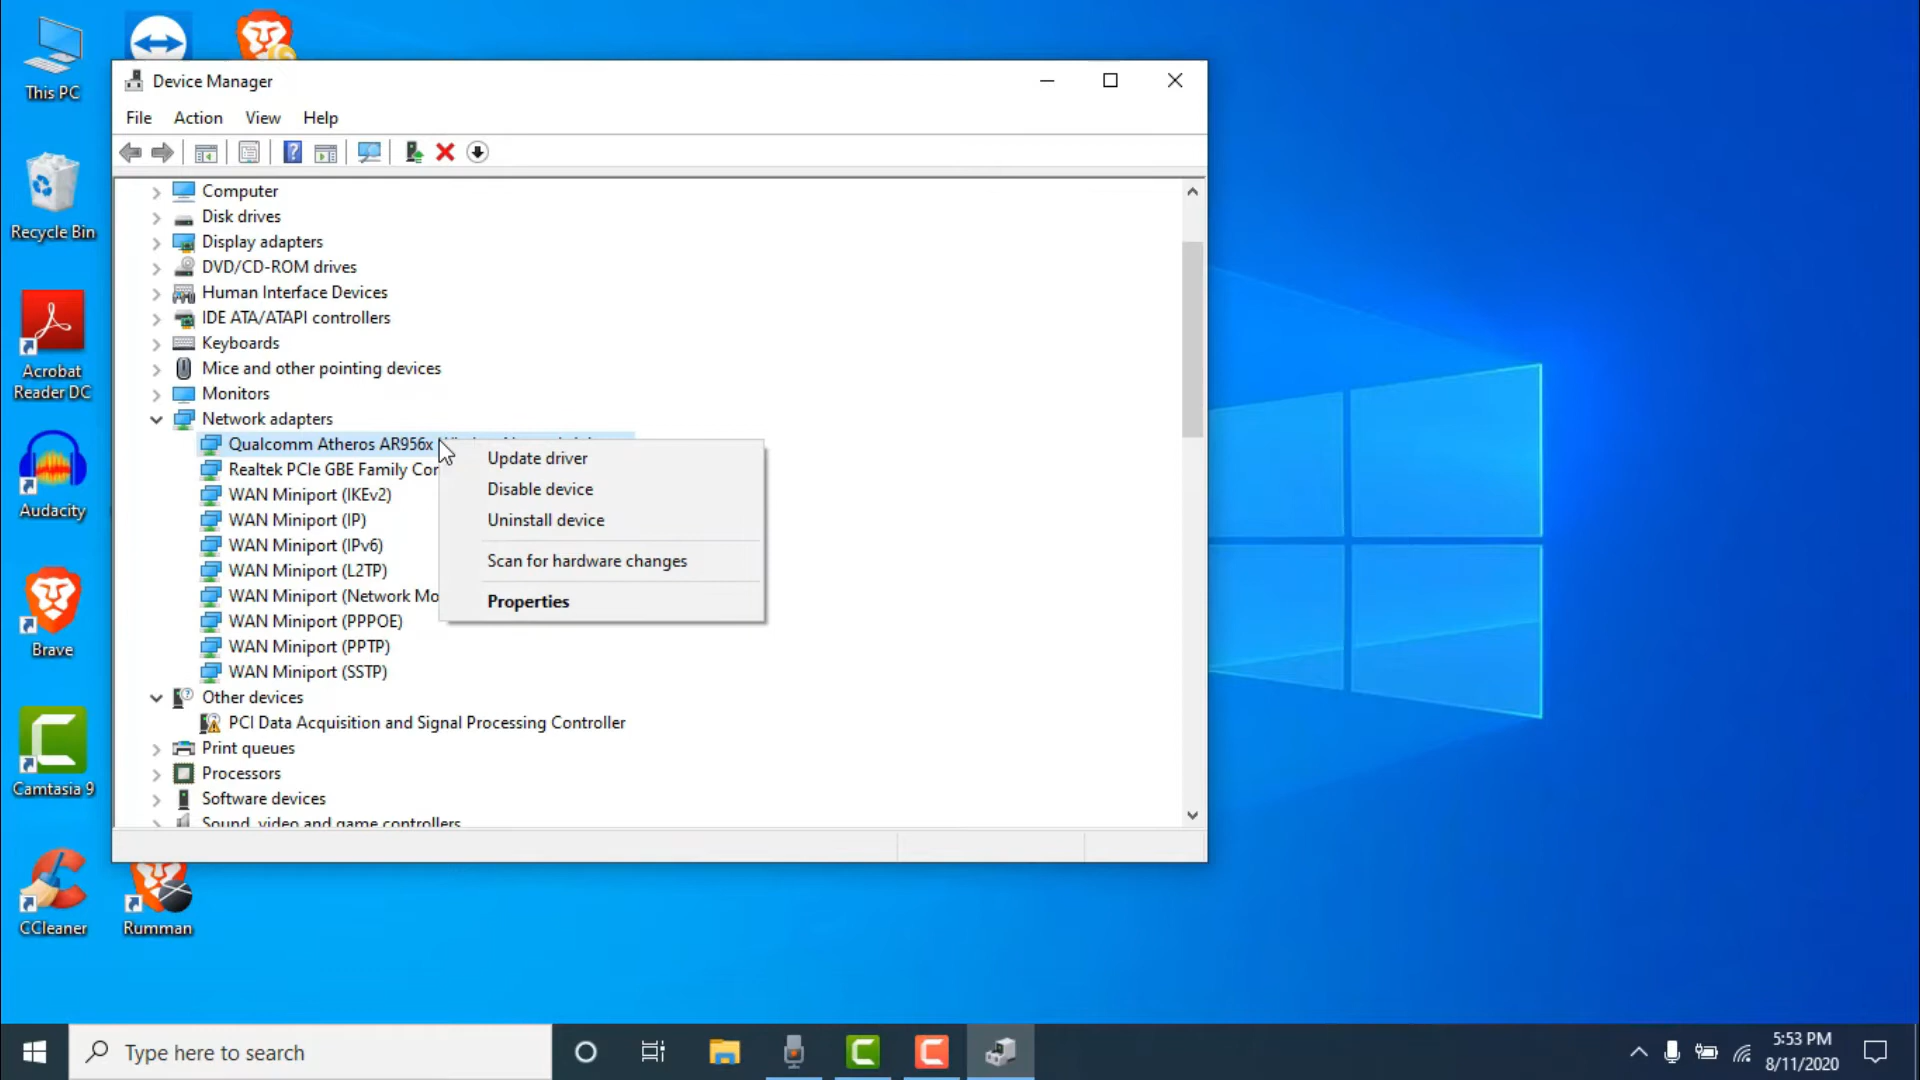 This PC
Recycle Bin
Acrobat
Reader DC
Audacity
Brave
Camtasia 9
CCleaner
Rumman
Device Manager
File Action View Help
Computer
Disk drives
Display adapters
DVD/CD-ROM drives
Human Interface Devices
IDE ATA/ATAPI controllers
Keyboards
Mice and other pointing devices
Monitors
Network adapters
Qualcomm Atheros AR956x
Realtek PCIe GBE Family
WAN Miniport (IKEv2)
WAN Miniport (IP)
WAN Miniport (IPv6)
WAN Miniport (L2TP)
WAN Miniport (Network
WAN Miniport (PPPOE)
WAN Miniport (PPTP)
WAN Miniport (SSTP)
Other devices
PCI Data Acquisition and Signal Processing Controller
Print queues
Processors
Software devices
Sound, video and game controllers
Update driver
Disable device
Uninstall device
Scan for hardware changes
Properties
Type here to search
5:53 PM
8/11/2020